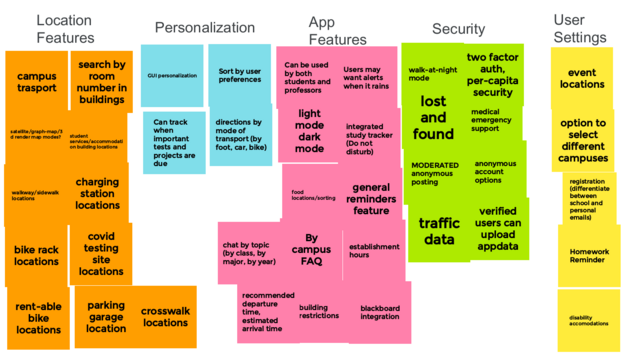 Location
Features
campus
trasport
search by
room
number in
buildings
satellite/graph-map/3
d render map modes?
student
services/accommodati
on building locations
walkway/sidewalk
locations
charging
station
locations
bike rack
locations
covid
testing
site
locations
rent-able
bike
locations
parking
garage
location
crosswalk
locations
Personalization
GUI personalization
Sort by user
preferences
Can track
when
important
tests and
projects are
due
directions by
mode of
transport (by
foot, car, bike)
App
Features
Can be used
by both
students and
professors
Users may
want alerts
when it rains
light
mode
dark
mode
integrated
study tracker
(Do not
disturb)
food
locations/sorting
general
reminders
feature
chat by topic
(by class, by
major, by year)
By
campus
FAQ
establishment
hours
recommended
departure
time,
estimated
arrival time
building
restrictions
blackboard
integration
Security
walk-at-night
mode
two factor
auth,
per-capita
security
lost
and
found
medical
emergency
support
MODERATED
anonymous
posting
anonymous
account
options
traffic
data
verified
users can
upload
appdata
User
Settings
event
locations
option to
select
different
campuses
registration
(differentiate
between
school and
personal
emails)
Homework
Reminder
disability
accomodations